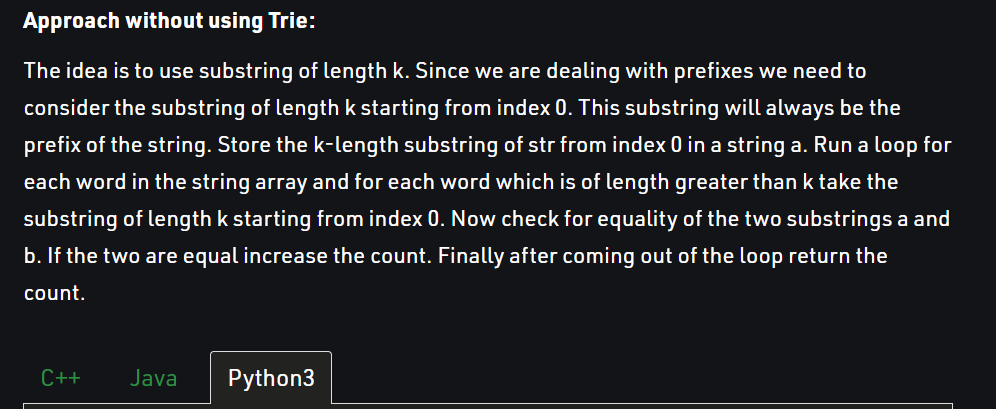 Approach without using Trie:
The idea is to use substring of length k. Since we are dealing with prefixes we need to
consider the substring of length k starting from index 0. This substring will always be the
prefix of the string. Store the k-length substring of str from index 0 in a string a. Run a loop for
each word in the string array and for each word which is of length greater than k take the
substring of length k starting from index 0. Now check for equality of the two substrings a and
b. If the two are equal increase the count. Finally after coming out of the loop return the
count.
C++ Java Python3